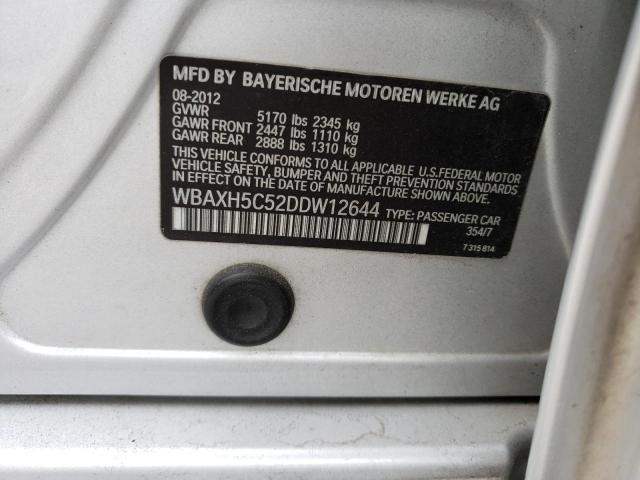 MFD BY BAYERISCHE MOTOREN WERKE AG
08-2012
GVWR 5170 lbs 2345 kg
GAWR FRONT 2447 lbs 1110 kg
GAWR REAR 2888 lbs 1310 kg
THIS VEHICLE CONFORMS TO ALL APPLICABLE U.S.FEDERAL MOTOR
VEHICLE SAFETY, BUMPER AND THEFT PREVENTION STANDARDS
IN EFFECT ON THE DATE OF MANUFACTURE SHOWN ABOVE.
WBAXH5C52DDW12644 TYPE: PASSENGER CAR
354/7
7 315 814